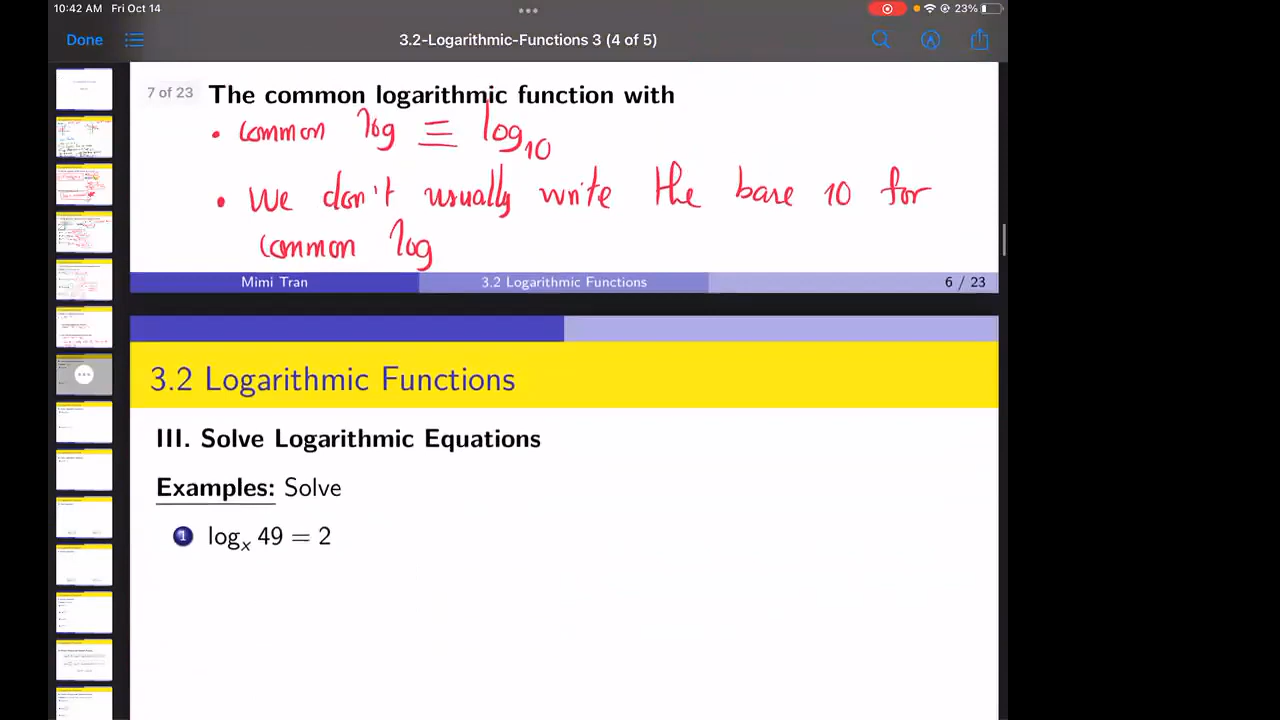 10:42 AM Fri Oct 14
23%
Done
3.2-Logarithmic-Functions 3 (4 of 5)
7 of 23
The common logarithmic function with
• common log ≡ log₁₀
• We don't usually write the base 10 for
common log
Mimi Tran 3.2 Logarithmic Functions 6 / 23
3.2 Logarithmic Functions
III. Solve Logarithmic Equations
Examples: Solve
1 logₓ 49 = 2